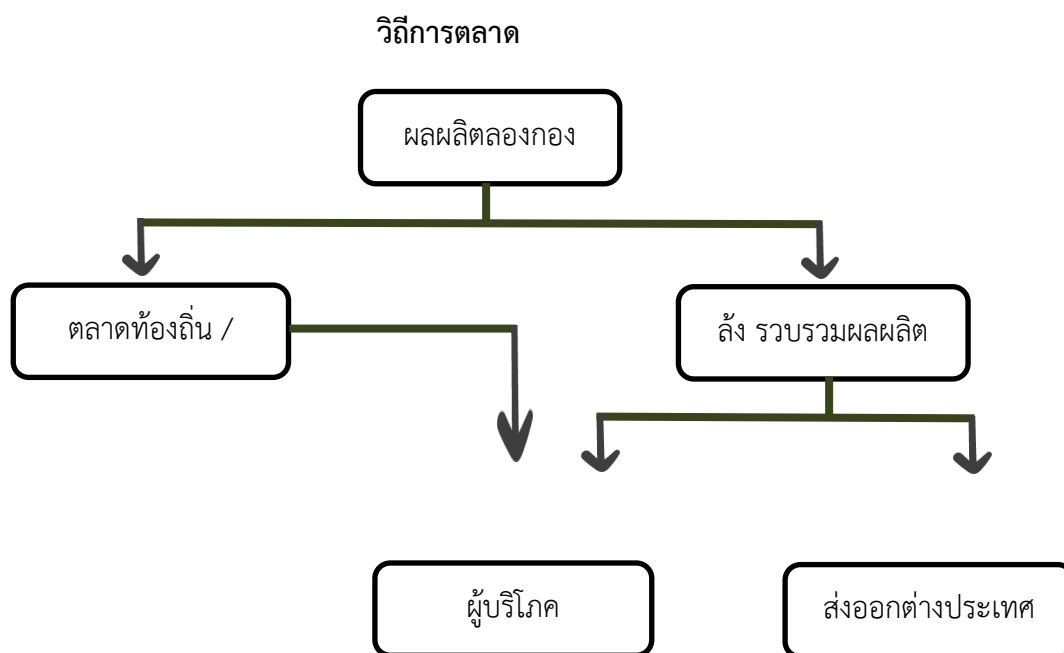 วิถีการตลาด
ผลผลิตลองกอง
ตลาดท้องถิ่น /
ล้ง รวบรวมผลผลิต
ผู้บริโภค
ส่งออกต่างประเทศ